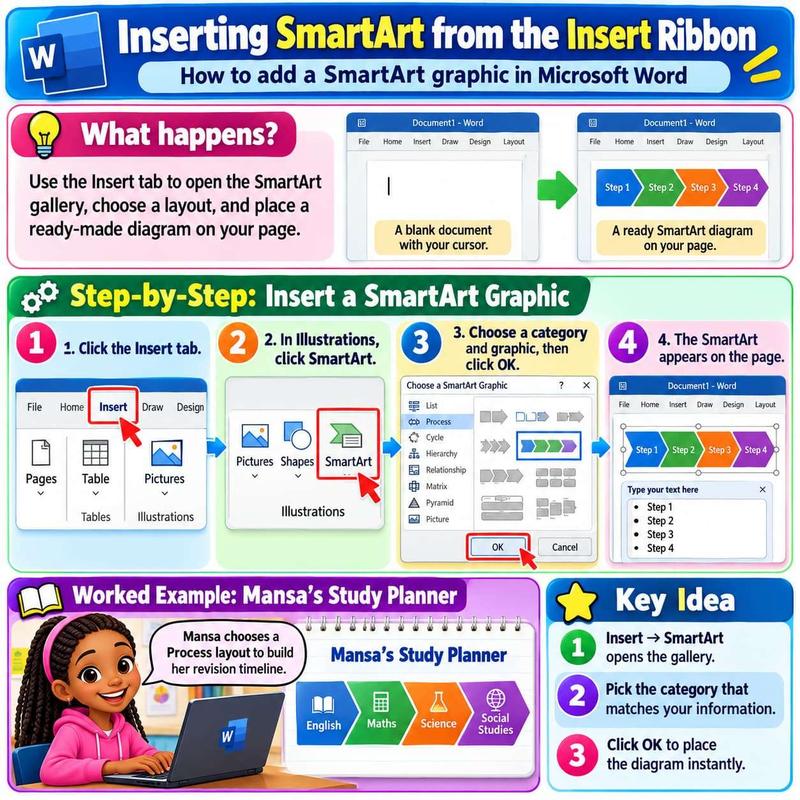 W
Inserting SmartArt from the Insert Ribbon
How to add a SmartArt graphic in Microsoft Word
What happens?
Use the Insert tab to open the SmartArt
gallery, choose a layout, and place a
ready-made diagram on your page.
Document1 - Word
File Home Insert Draw Design Layout
A blank document
with your cursor.
Document1 - Word
File Home Insert Draw Design Layout
Step 1 Step 2 Step 3 Step 4
A ready SmartArt diagram
on your page.
Step-by-Step: Insert a SmartArt Graphic
1
1. Click the Insert tab.
File Home Insert Draw Design
Pages Table Pictures
Tables Illustrations
2
2. In Illustrations,
click SmartArt.
Pictures Shapes SmartArt
Illustrations
3
3. Choose a category
and graphic, then
click OK.
Choose a SmartArt Graphic ? ×
List
Process
Cycle
Hierarchy
Relationship
Matrix
Pyramid
Picture
OK Cancel
4
4. The SmartArt
appears on the page.
Document1 - Word
File Home Insert Draw Design Layout
Step 1 Step 2 Step 3 Step 4
Type your text here ×
• Step 1
• Step 2
• Step 3
• Step 4
Worked Example: Mansa's Study Planner
Mansa chooses a
Process layout to build
her revision timeline.
W
Mansa's Study Planner
English Maths Science Social
Studies
Key Idea
1
Insert → SmartArt
opens the gallery.
2
Pick the category that
matches your information.
3
Click OK to place
the diagram instantly.